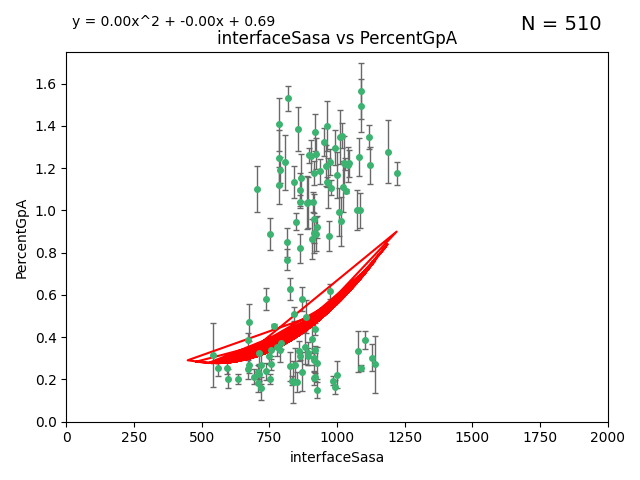 y = 0.00x^2 + -0.00x + 0.69
N = 510
interfaceSasa vs PercentGpA
PercentGpA
1.6
1.4
1.2
1.0
0.8
0.6
0.4
0.2
0.0
0 250 500 750 1000 1250 1500 1750 2000
interfaceSasa